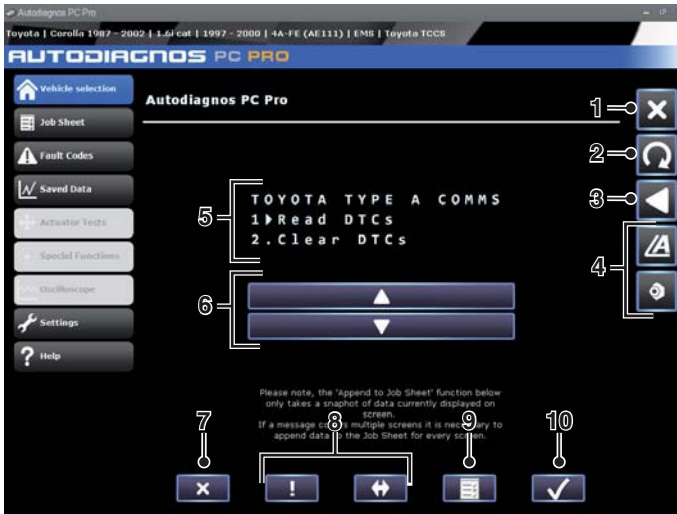 Autodiagnos PC Pro
Toyota | Corolla 1987 - 2002 | 1.6i cat | 1997 - 2000 | 4A-FE (AE111) | EMS | Toyota TCCS
AUTODIAGNOS PC PRO
Vehicle selection
Job Sheet
Fault Codes
Saved Data
Actuator Tests
Special Functions
Oscilloscope
Settings
Help
Autodiagnos PC Pro
1
2
3
4
5
TOYOTA TYPE A COMMS
1▶Read DTCs
2.Clear DTCs
6
Please note, the 'Append to Job Sheet' function below
only takes a snaphot of data currently displayed on
screen.
If a message covers multiple screens it is necessary to
append data to the Job Sheet for every screen.
7
8
9
10